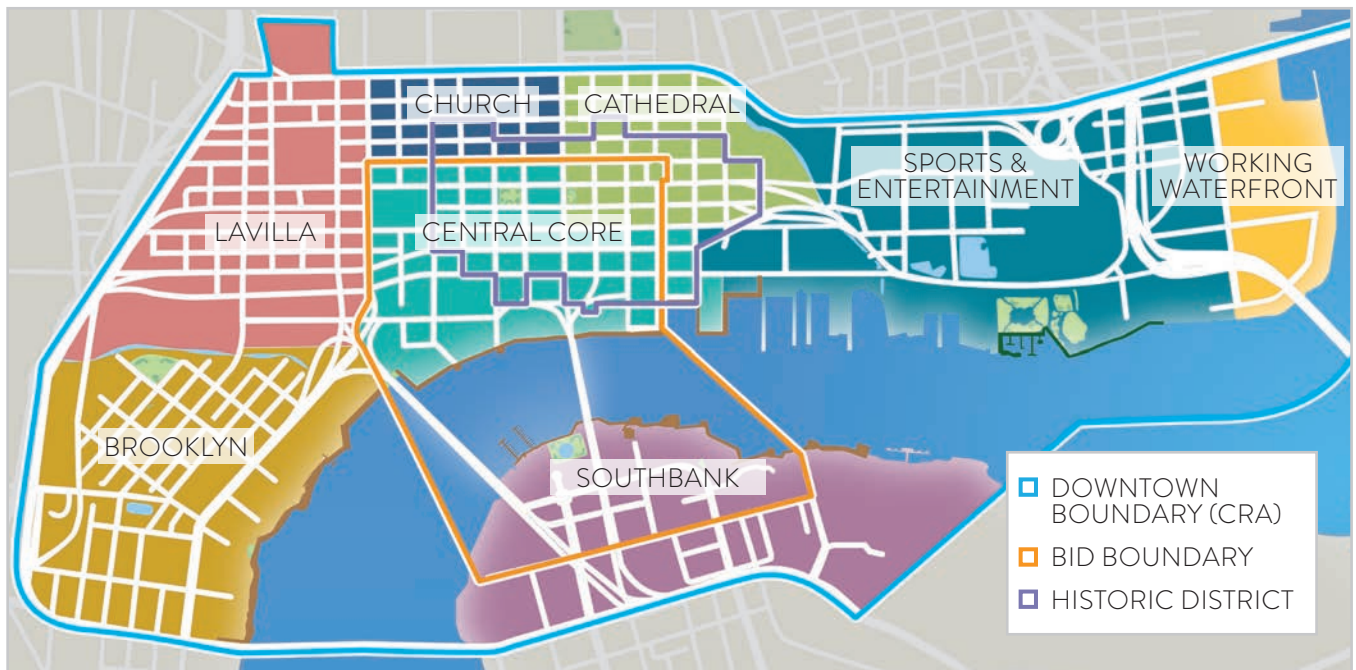 CHURCH
CATHEDRAL
SPORTS &
ENTERTAINMENT
WORKING
WATERFRONT
LAVILLA
CENTRAL CORE
BROOKLYN
SOUTHBANK
DOWNTOWN
BOUNDARY (CRA)
BID BOUNDARY
HISTORIC DISTRICT